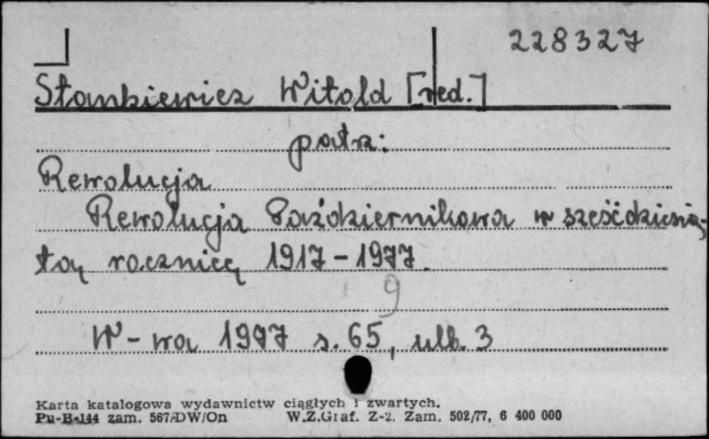 228327
Stankiewicz Witold [red.]
patrz:
Rewolucja
Rewolucja Październikowa w sześćdziesią-
tą rocznicę 1917-1977.
9
W-wa 1977 s. 65, ulb. 3
Karta katalogowa wydawnictw ciągłych i zwartych.
Pu-B-144 zam. 567/DW/On W.Z.Graf. Z-2. Zam. 502/77. 6 400 000